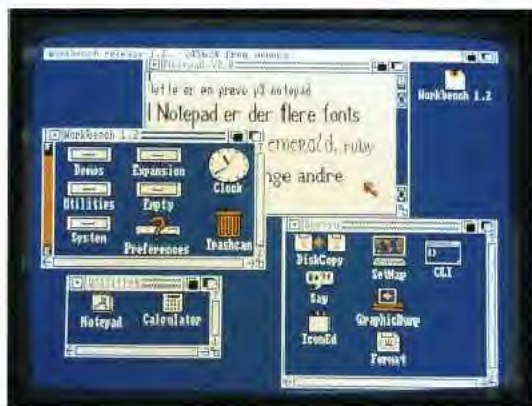 Workbench release 1.2. free memory
Notepad V2.0
Dette er en prøve på notepad
I Notepad er der flere fonts
emerald, ruby
nge andre
Workbench 1.2
Workbench 1.2
Demos Expansion Clock
Utilities Empty
System Preferences Trashcan
System
DiskCopy SetMap CLI
Say
GraphicDump
IconEd
Format
Utilities
Notepad Calculator